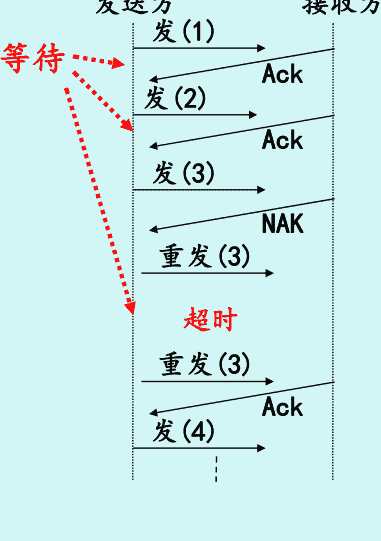 发送方 接收方
发(1)
等待
Ack
发(2)
Ack
发(3)
NAK
重发(3)
超时
重发(3)
Ack
发(4)